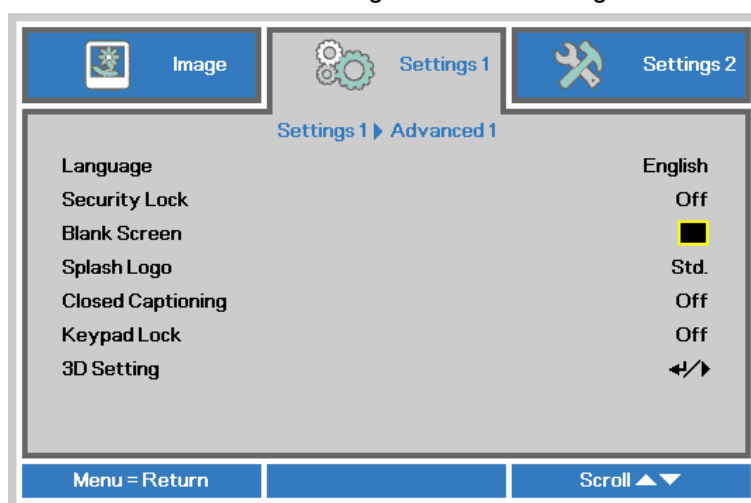 Image
Settings 1
Settings 2
Settings 1 ▶ Advanced 1
Language English
Security Lock Off
Blank Screen
Splash Logo Std.
Closed Captioning Off
Keypad Lock Off
3D Setting ↵/▶
Menu = Return
Scroll ▲▼